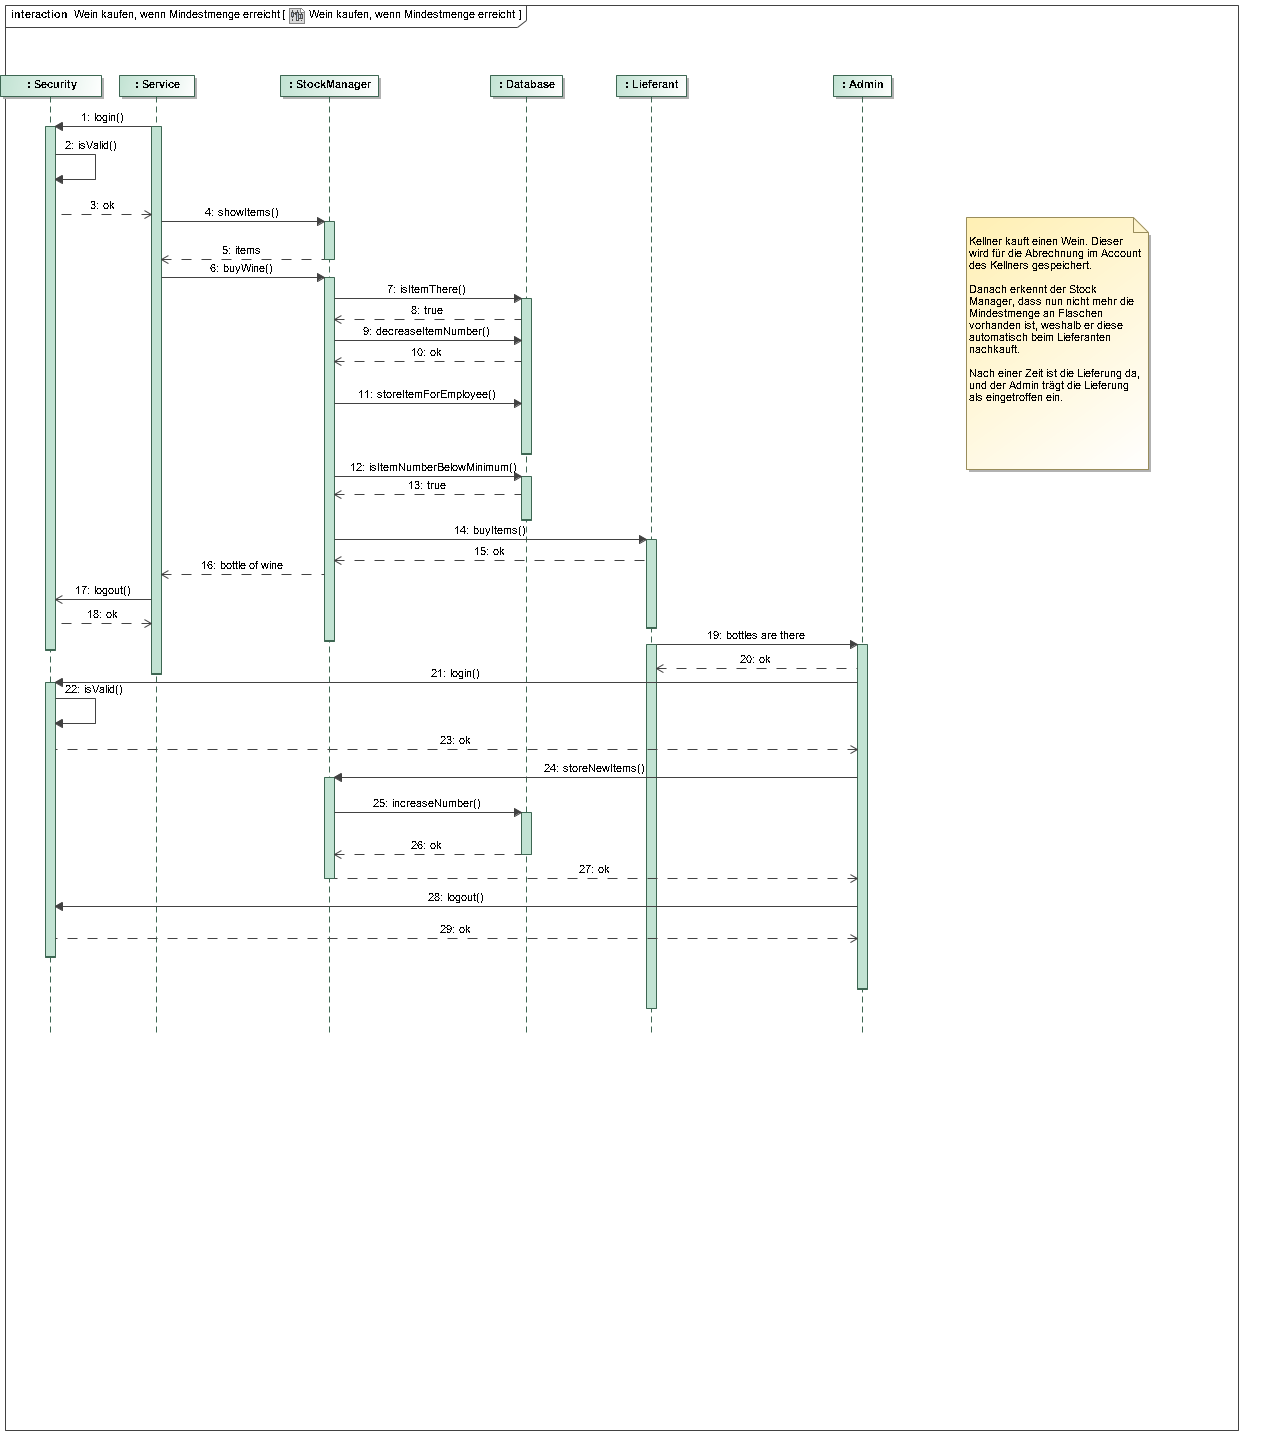 interaction Wein kaufen, wenn Mindestmenge erreicht [ Wein kaufen, wenn Mindestmenge erreicht ]
: Security
: Service
: StockManager
: Database
: Lieferant
: Admin
1: login()
2: isValid()
3: ok
4: showItems()
5: items
6: buyWine()
7: isItemThere()
8: true
9: decreaseItemNumber()
10: ok
11: storeItemForEmployee()
12: isItemNumberBelowMinimum()
13: true
14: buyItems()
15: ok
16: bottle of wine
17: logout()
18: ok
19: bottles are there
20: ok
21: login()
22: isValid()
23: ok
24: storeNewItems()
25: increaseNumber()
26: ok
27: ok
28: logout()
29: ok
Kellner kauft einen Wein. Dieser
wird für die Abrechnung im Account
des Kellners gespeichert.
Danach erkennt der Stock
Manager, dass nun nicht mehr die
Mindestmenge an Flaschen
vorhanden ist, weshalb er diese
automatisch beim Lieferanten
nachkauft.
Nach einer Zeit ist die Lieferung da,
und der Admin trägt die Lieferung
als eingetroffen ein.